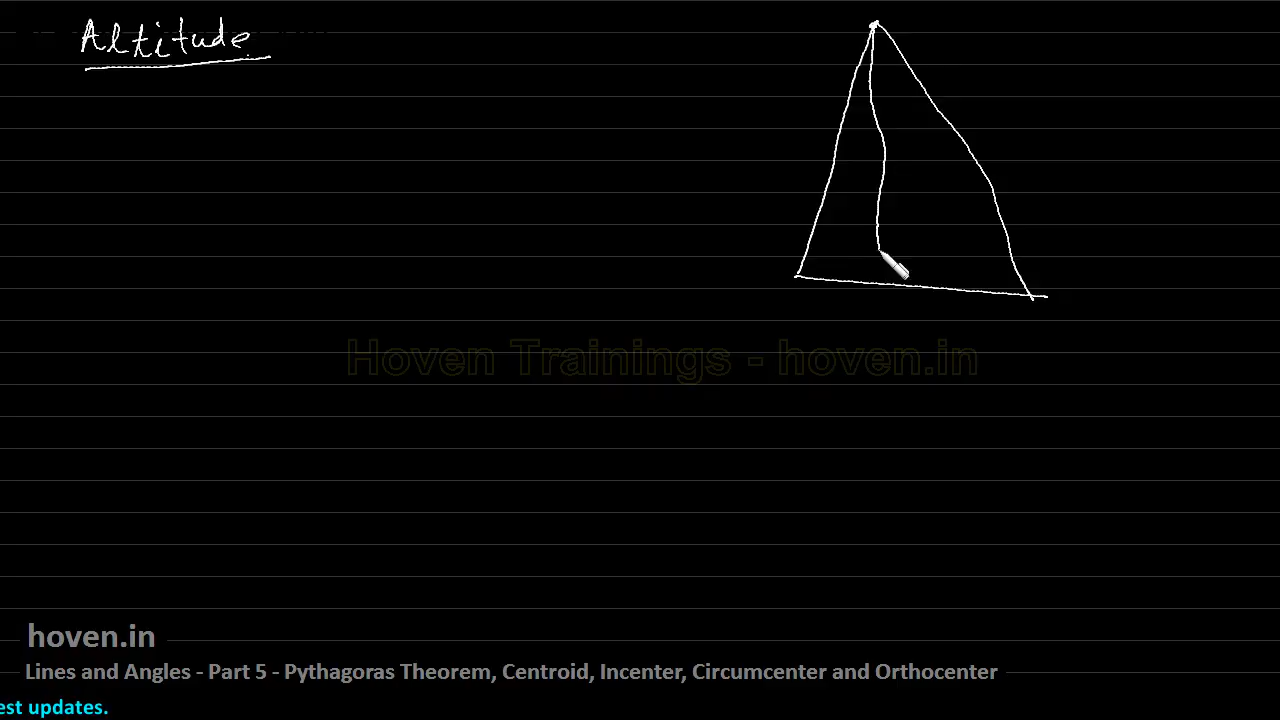 Altitude
Hoven Trainings - hoven.in
hoven.in
Lines and Angles - Part 5 - Pythagoras Theorem, Centroid, Incenter, Circumcenter and Orthocenter
est updates.